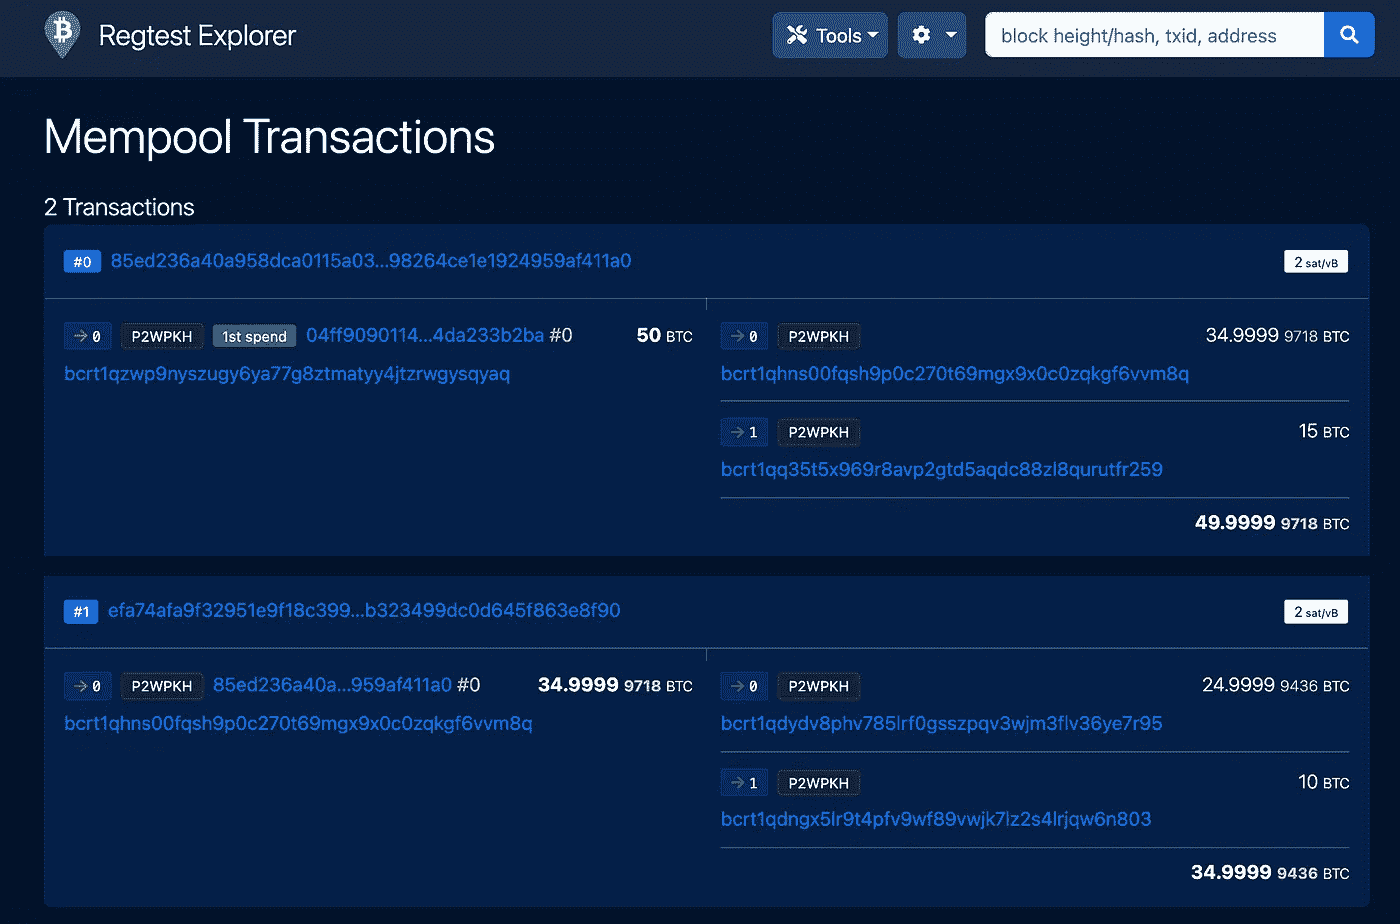 Regtest Explorer Tools block height/hash, txid, address
Mempool Transactions
2 Transactions
#0 85ed236a40a958dca0115a03...98264ce1e1924959af411a0 2 sat/vB
→ 0 P2WPKH 1st spend 04ff9090114...4da233b2ba #0 50 BTC → 0 P2WPKH 34.9999 9718 BTC
bcrt1qzwp9nyszugy6ya77g8ztmatyy4jtzrwgysqyaq bcrt1qhns00fqsh9p0c270t69mgx9x0c0zqkgf6vvm8q
→ 1 P2WPKH 15 BTC
bcrt1qq35t5x969r8avp2gtd5aqdc88zl8qurutfr259
49.9999 9718 BTC
#1 efa74afa9f32951e9f18c399...b323499dc0d645f863e8f90 2 sat/vB
→ 0 P2WPKH 85ed236a40a...959af411a0 #0 34.9999 9718 BTC → 0 P2WPKH 24.9999 9436 BTC
bcrt1qhns00fqsh9p0c270t69mgx9x0c0zqkgf6vvm8q bcrt1qdydv8phv785lrf0gsszpqv3wjm3flv36ye7r95
→ 1 P2WPKH 10 BTC
bcrt1qdngx5lr9t4pfv9wf89vwjk7lz2s4lrjqw6n803
34.9999 9436 BTC